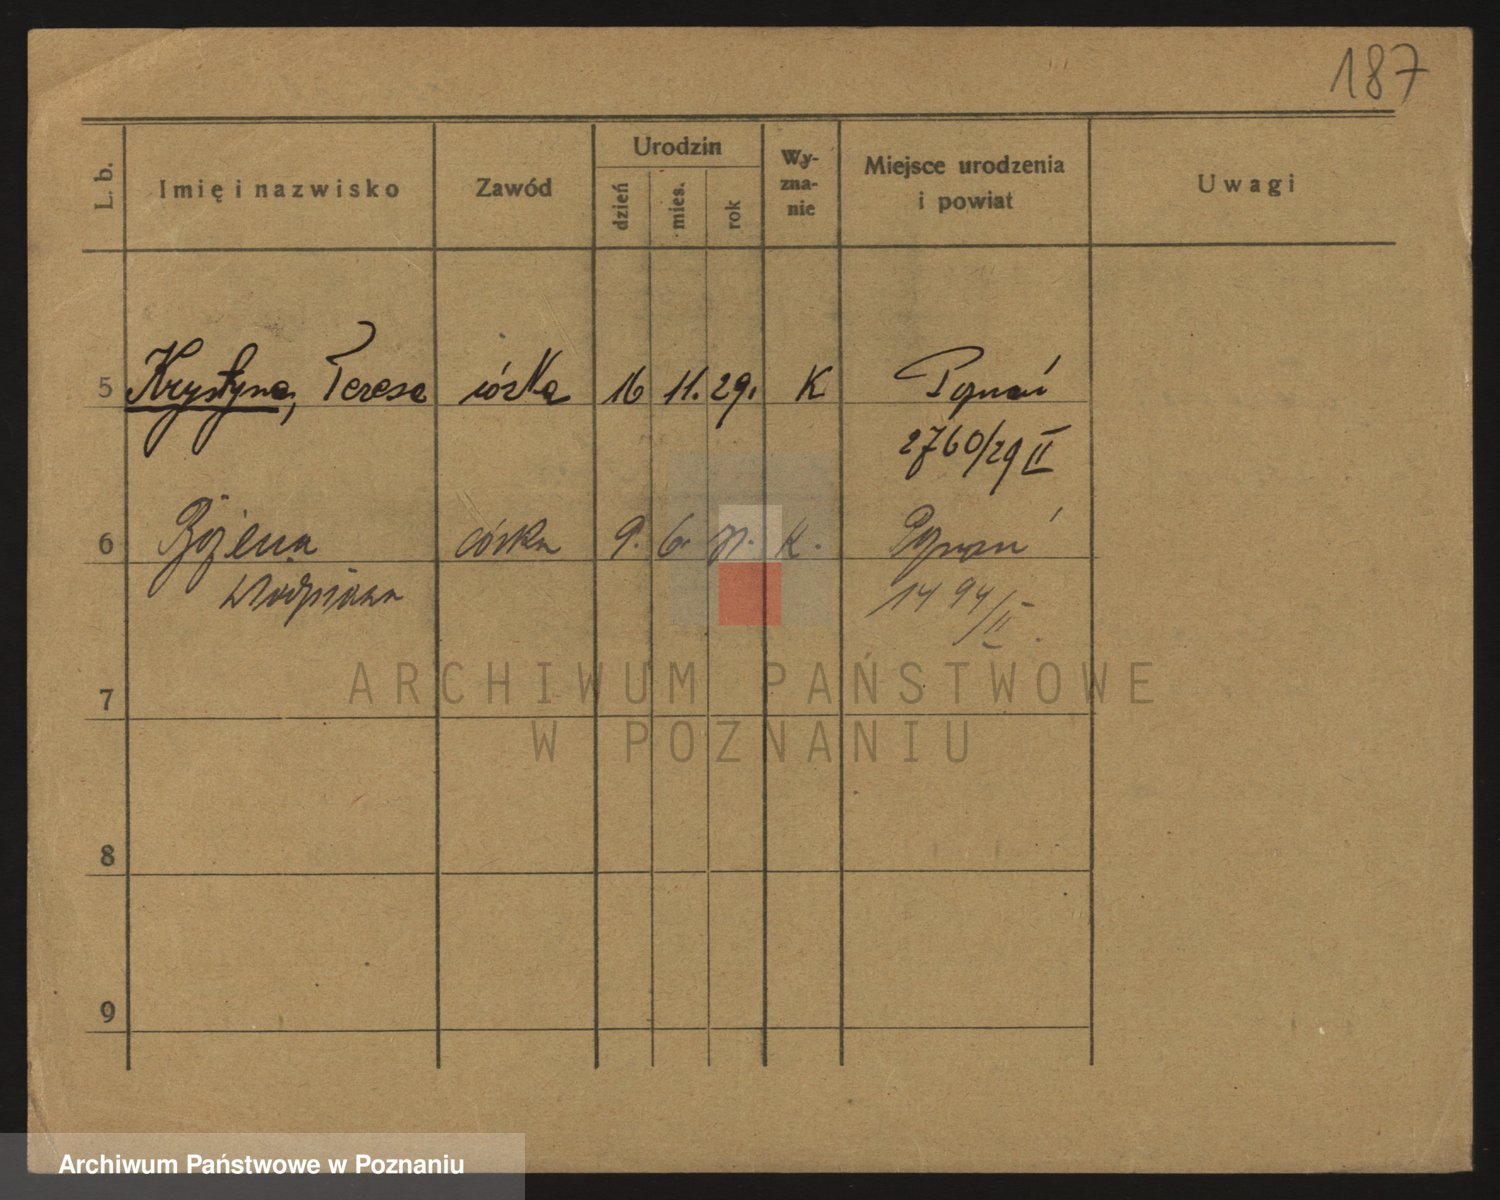 187
L. b.
Imię i nazwisko
Zawód
Urodzin
dzień
mies.
rok
Wy-
zna-
nie
Miejsce urodzenia
i powiat
Uwagi
5 Krystyna, Teresa córka 16 11. 29. K Poznań
2760/29 II
6 Bożena córka 9. 6. K. Poznań
1494/II
7
8
9
ARCHIWUM PAŃSTWOWE
W POZNANIU
Archiwum Państwowe w Poznaniu